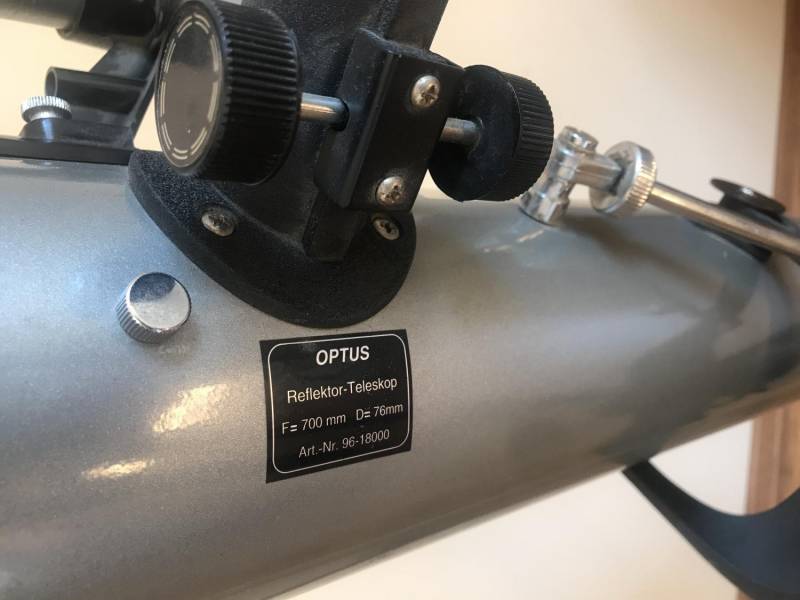 OPTUS
Reflektor-Teleskop
F= 700 mm D= 76mm
Art.-Nr. 96-18000